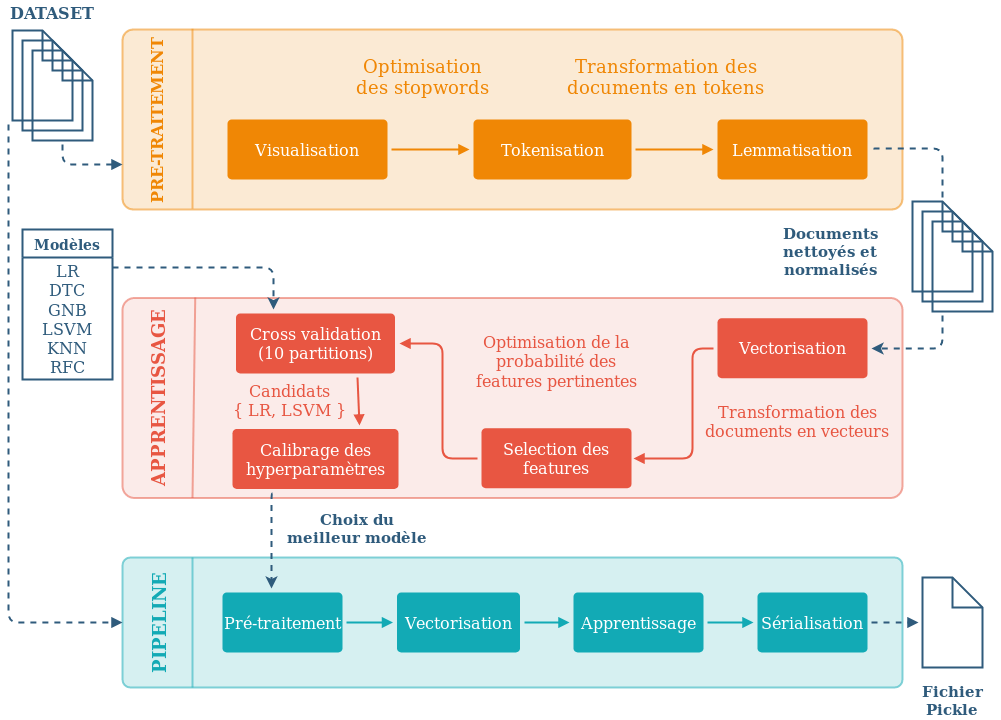 DATASET
PRE-TRAITEMENT
Optimisation
des stopwords
Transformation des
documents en tokens
Visualisation
Tokenisation
Lemmatisation
Documents
nettoyés et
normalisés
Modèles
LR
DTC
GNB
LSVM
KNN
RFC
APPRENTISSAGE
Cross validation
(10 partitions)
Optimisation de la
probabilité des
features pertinentes
Vectorisation
Candidats
{ LR, LSVM }
Transformation des
documents en vecteurs
Calibrage des
hyperparamètres
Selection des
features
Choix du
meilleur modèle
PIPELINE
Pré-traitement
Vectorisation
Apprentissage
Sérialisation
Fichier
Pickle